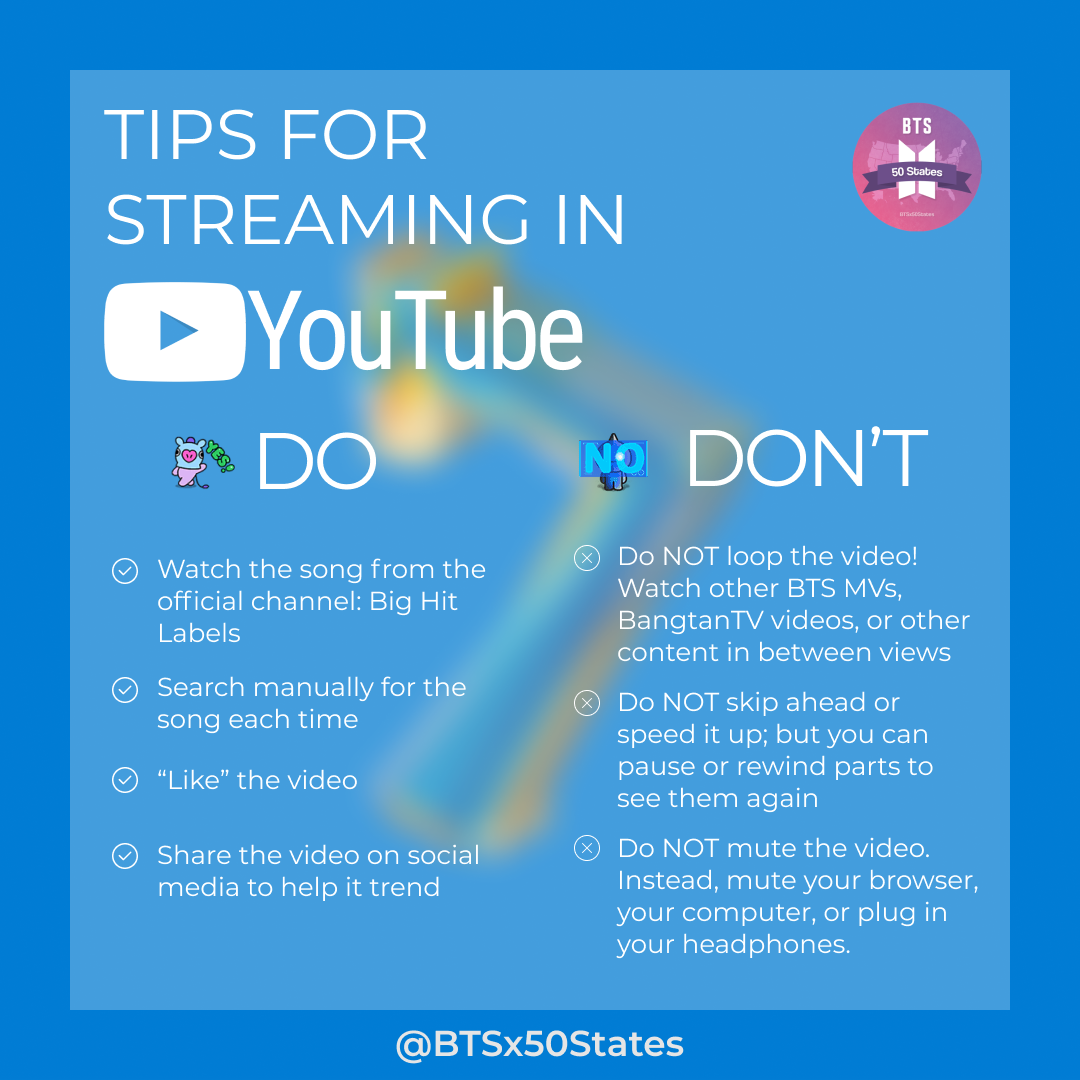 TIPS FOR
STREAMING IN
YouTube
BTS
50 States
BTSx50States
DO
YES
Watch the song from the
official channel: Big Hit
Labels
Search manually for the
song each time
“Like” the video
Share the video on social
media to help it trend
NO
DON’T
Do NOT loop the video!
Watch other BTS MVs,
BangtanTV videos, or other
content in between views
Do NOT skip ahead or
speed it up; but you can
pause or rewind parts to
see them again
Do NOT mute the video.
Instead, mute your browser,
your computer, or plug in
your headphones.
@BTSx50States